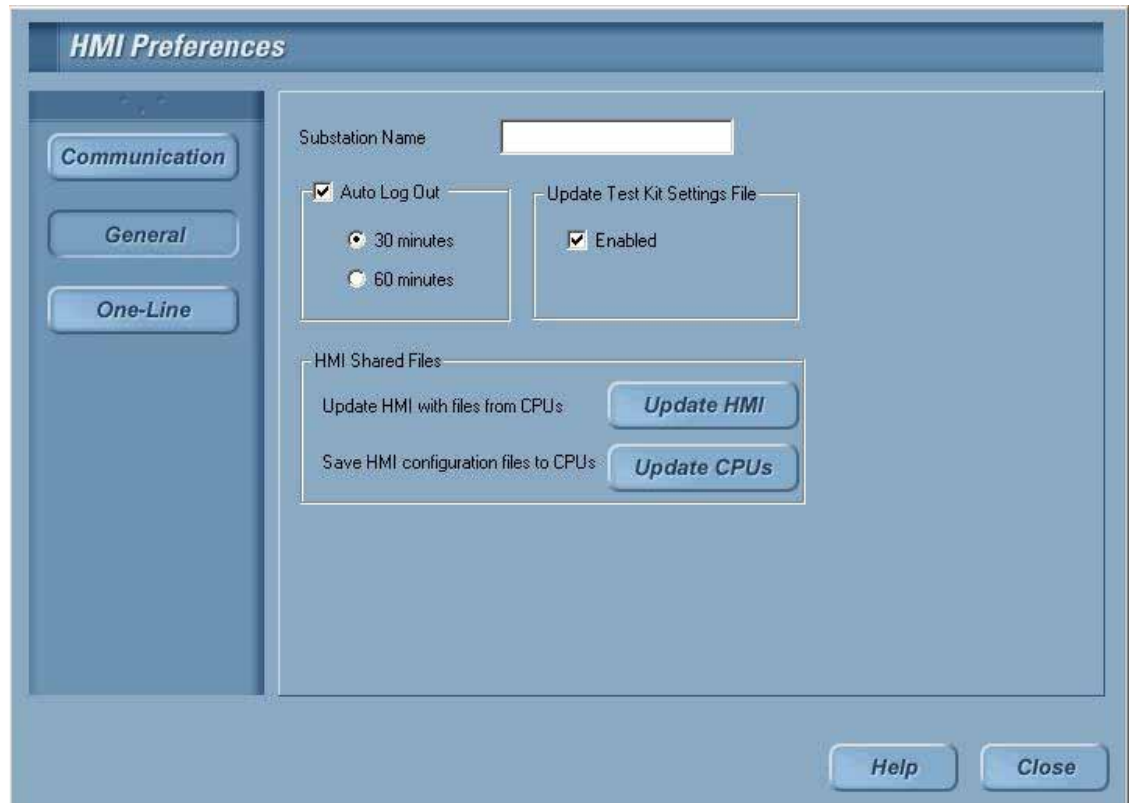 HMI Preferences
Communication
General
One-Line
Substation Name
Auto Log Out
30 minutes
60 minutes
Update Test Kit Settings File
Enabled
HMI Shared Files
Update HMI with files from CPUs
Update HMI
Save HMI configuration files to CPUs
Update CPUs
Help
Close